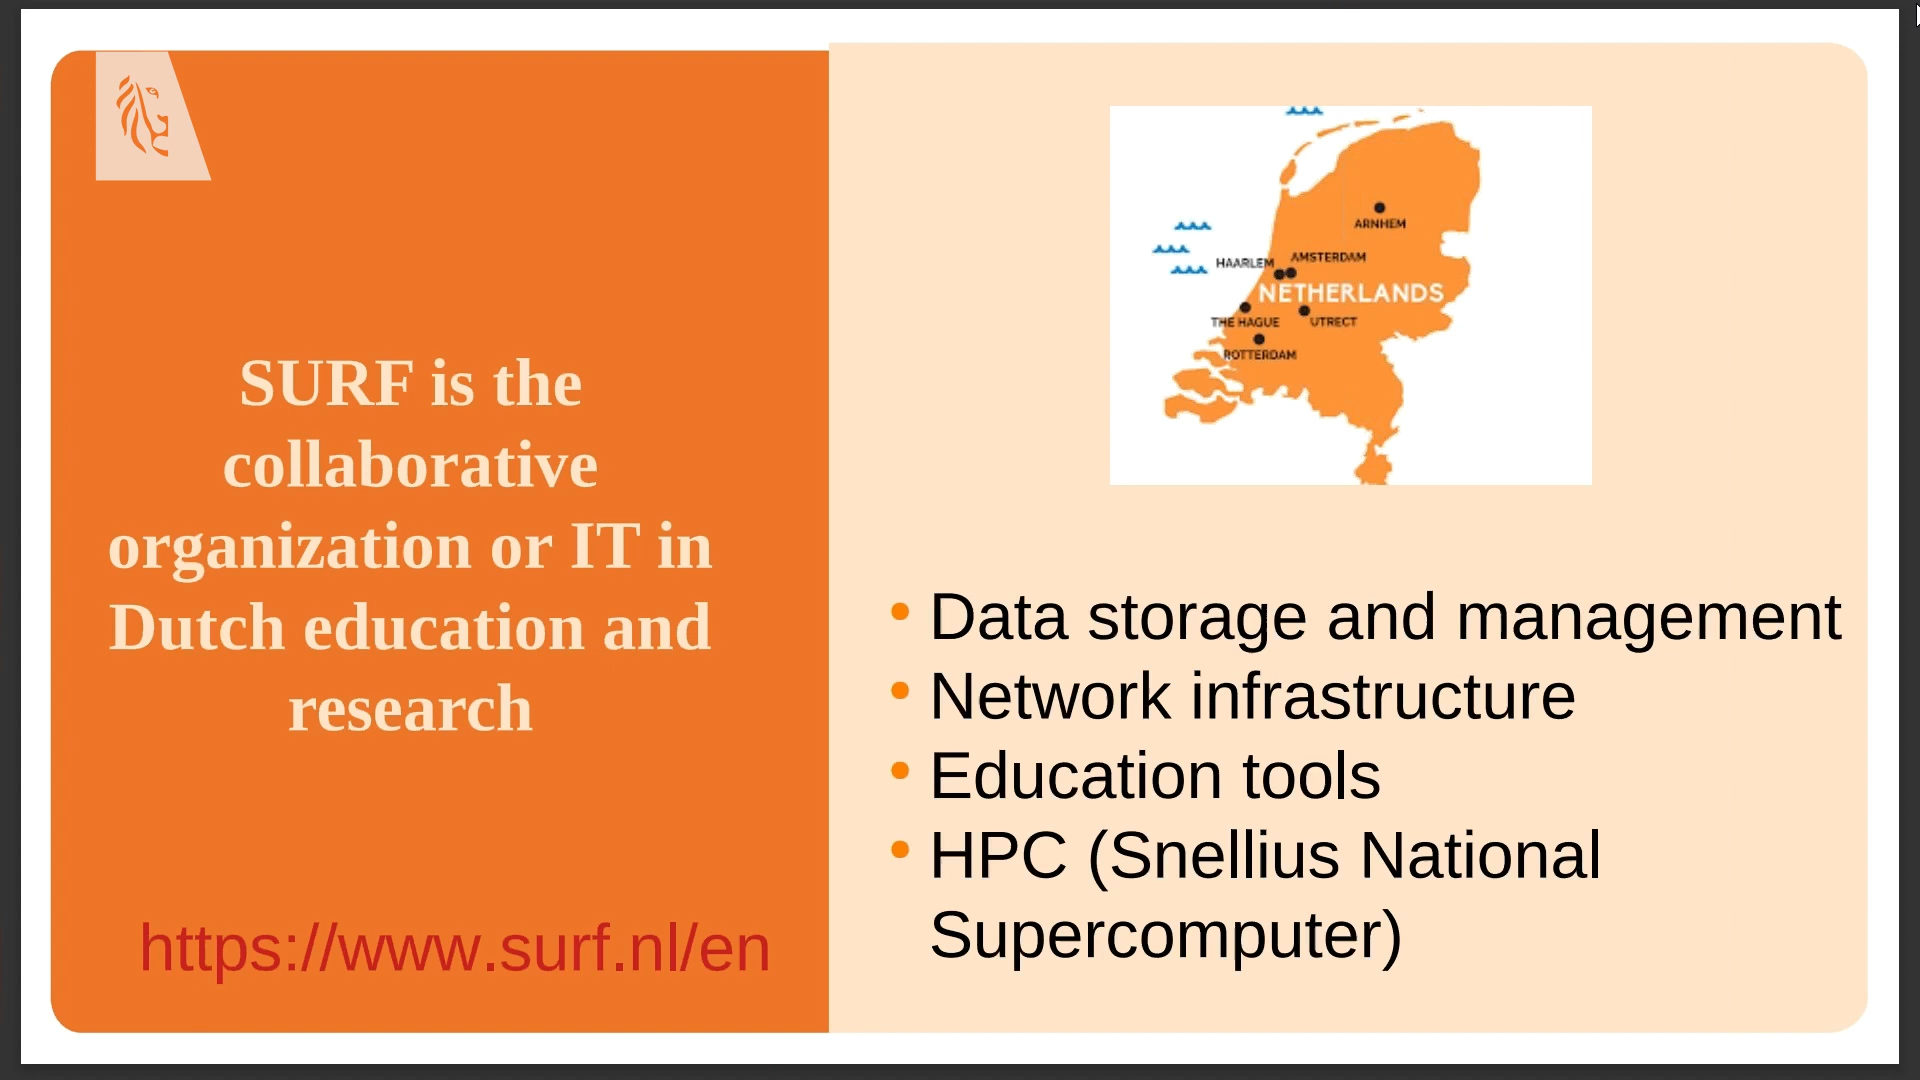 SURF is the
collaborative
organization or IT in
Dutch education and
research
https://www.surf.nl/en
ARNHEM
HAARLEM
AMSTERDAM
NETHERLANDS
THE HAGUE
UTRECT
ROTTERDAM
• Data storage and management
• Network infrastructure
• Education tools
• HPC (Snellius National
Supercomputer)